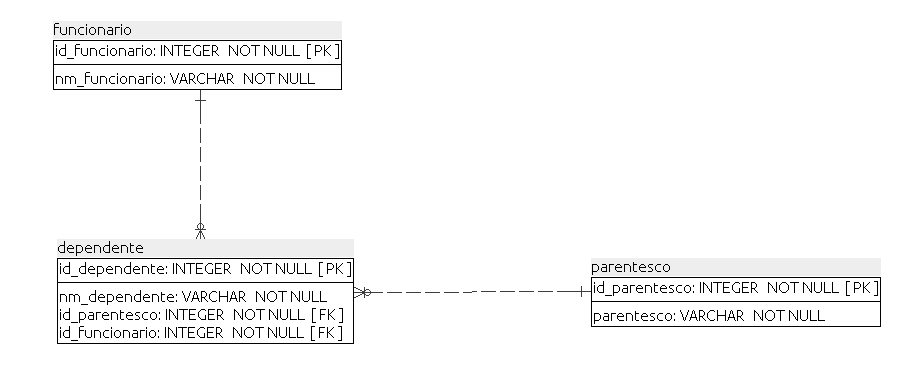 funcionario
id_funcionario: INTEGER NOT NULL [ PK ]
nm_funcionario: VARCHAR NOT NULL
dependente
id_dependente: INTEGER NOT NULL [ PK ]
nm_dependente: VARCHAR NOT NULL
id_parentesco: INTEGER NOT NULL [ FK ]
id_funcionario: INTEGER NOT NULL [ FK ]
parentesco
id_parentesco: INTEGER NOT NULL [ PK ]
parentesco: VARCHAR NOT NULL